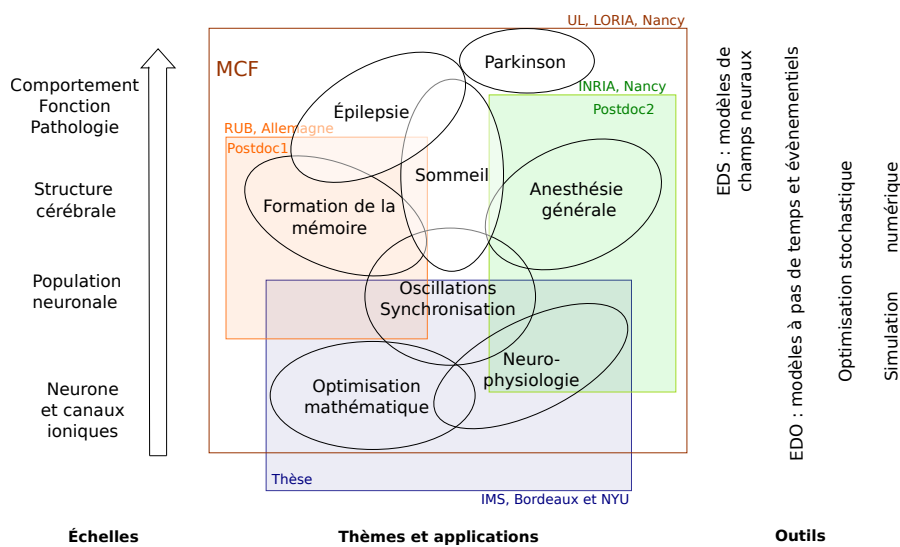 UL, LORIA, Nancy
MCF
Parkinson
Comportement
Fonction
Pathologie
INRIA, Nancy
Postdoc2
Épilepsie
RUB, Allemagne
Postdoc1
Sommeil
Structure
cérébrale
Formation de la
mémoire
Anesthésie
générale
Population
neuronale
Oscillations
Synchronisation
Neuro-
physiologie
Optimisation
mathématique
Neurone
et canaux
ioniques
Thèse
IMS, Bordeaux et NYU
EDS : modèles de
champs neuraux
EDO : modèles à pas de temps et évènementiels
Optimisation stochastique
Simulation numérique
Échelles
Thèmes et applications
Outils